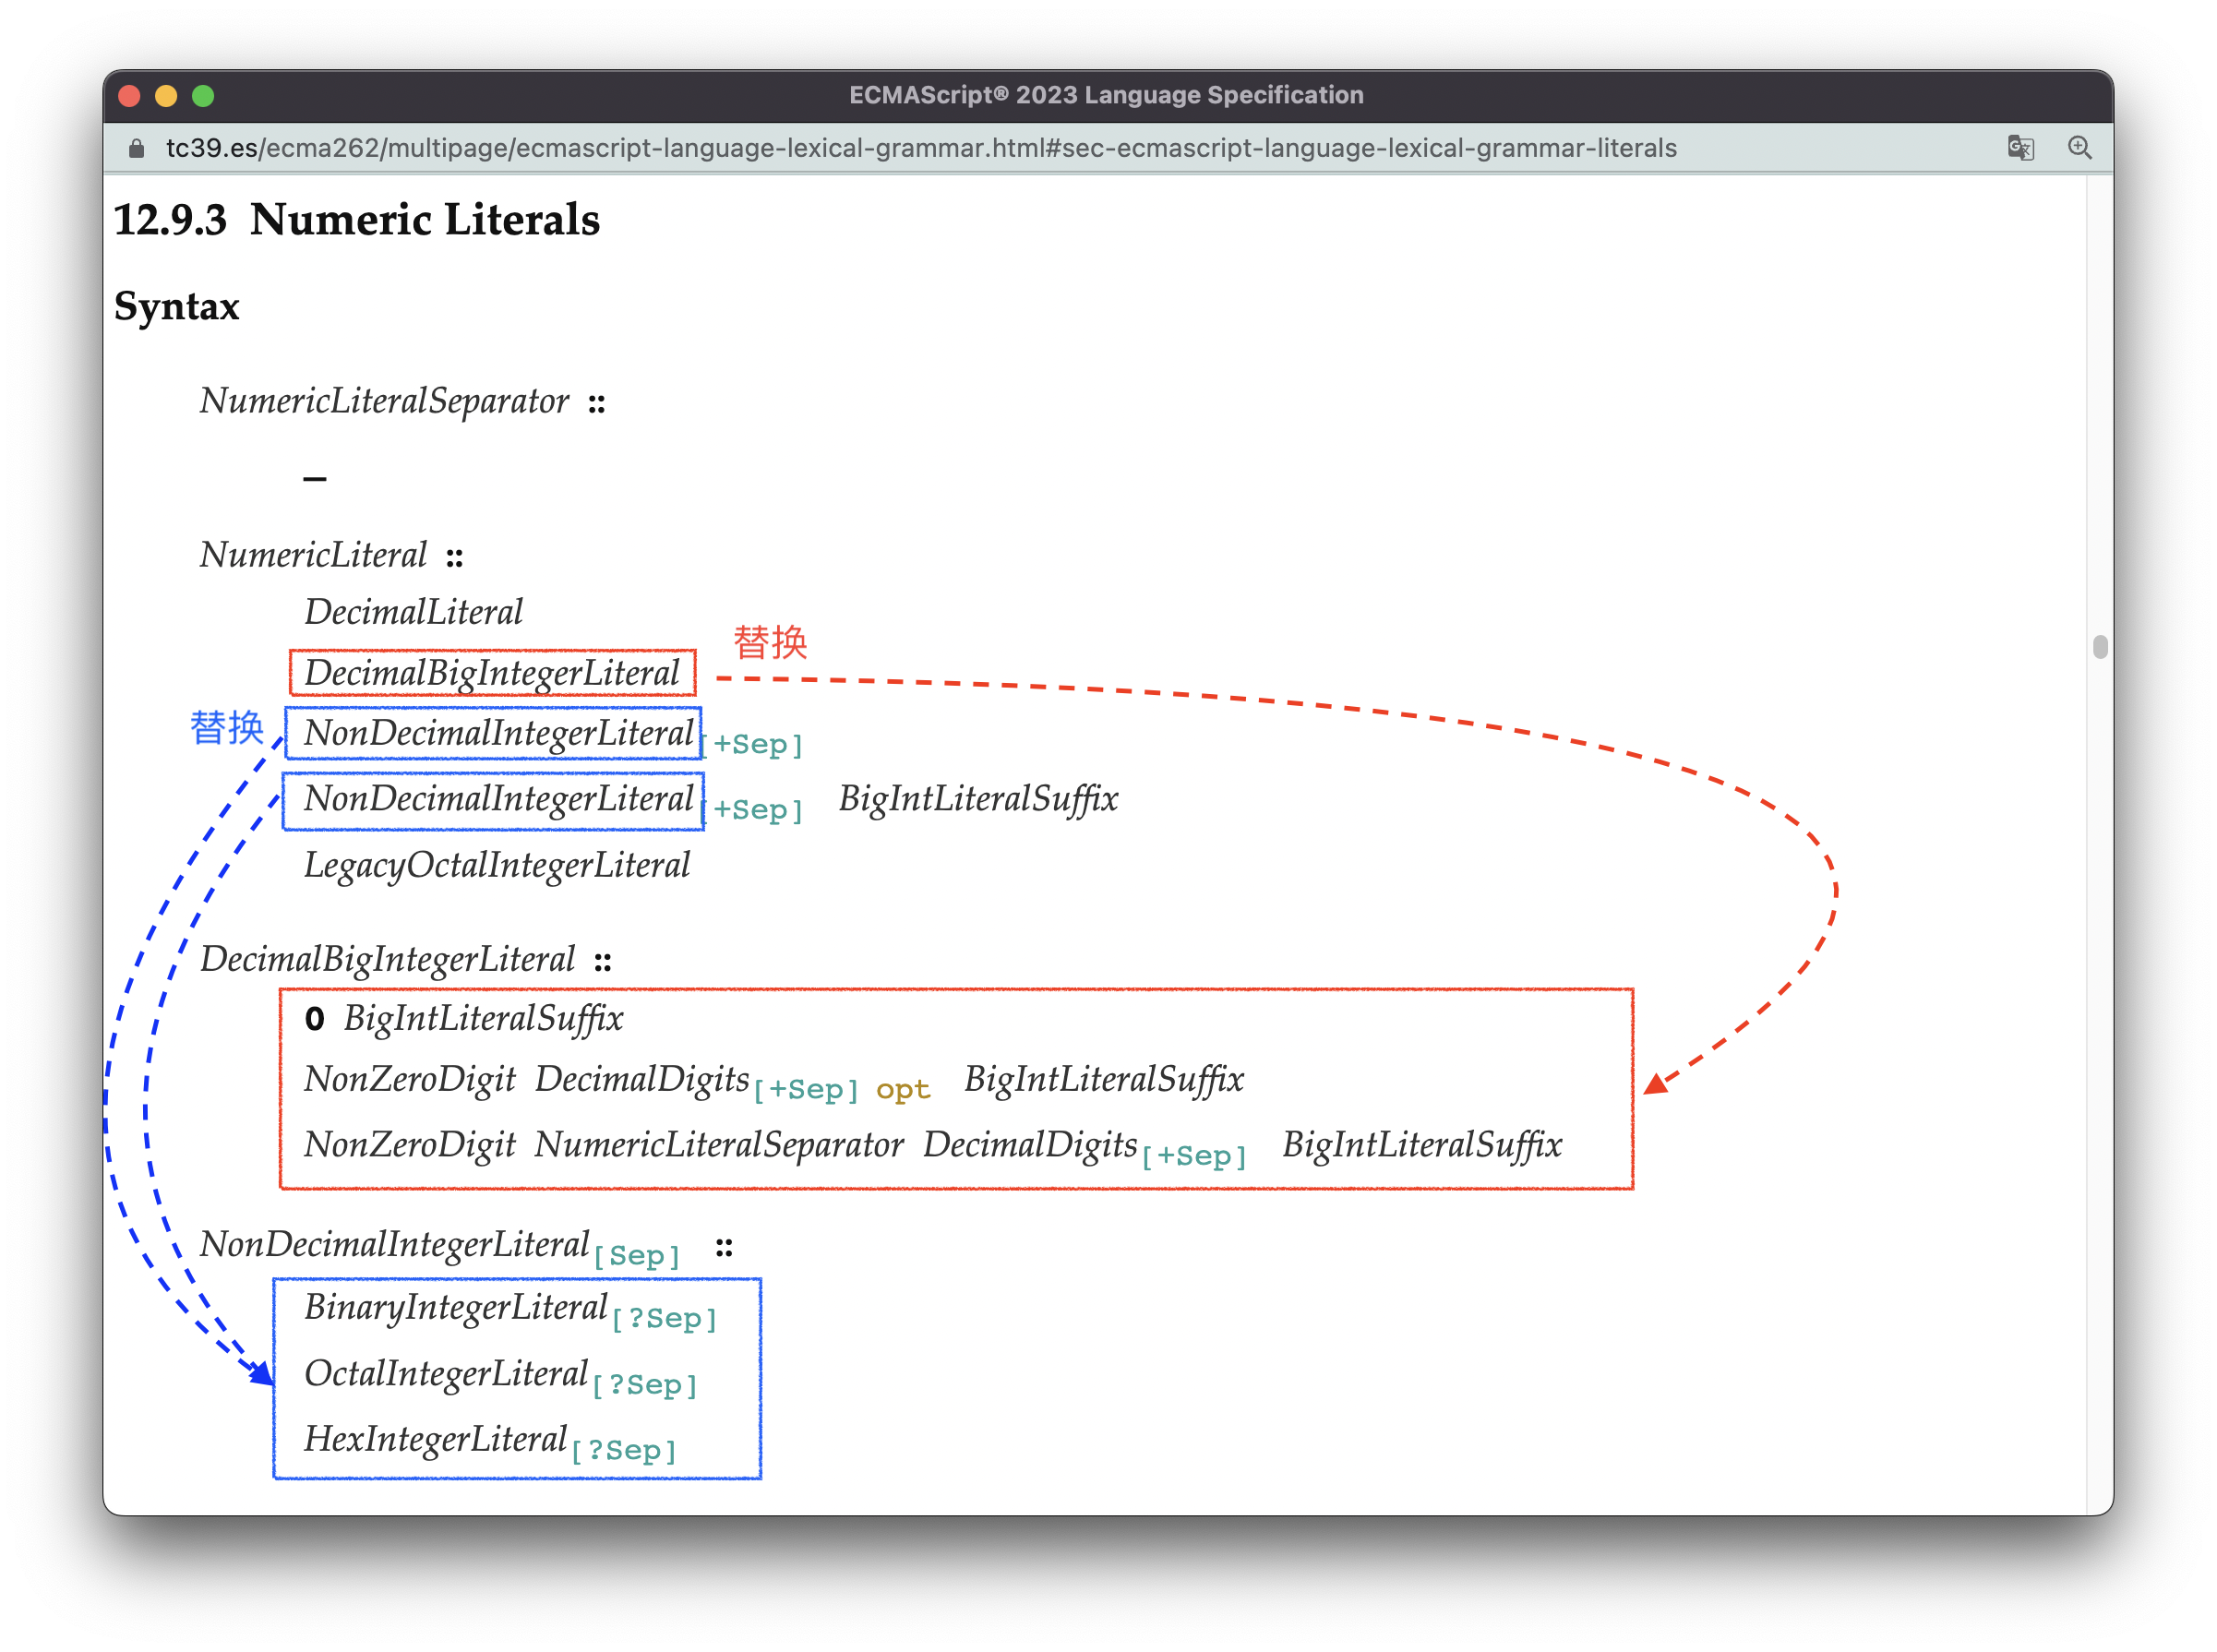 ECMAScript® 2023 Language Specification
tc39.es/ecma262/multipage/ecmascript-language-lexical-grammar.html#sec-ecmascript-language-lexical-grammar-literals
12.9.3 Numeric Literals
Syntax
NumericLiteralSeparator ::
_
NumericLiteral ::
DecimalLiteral
替换
DecimalBigIntegerLiteral
替换
NonDecimalIntegerLiteral[+Sep]
NonDecimalIntegerLiteral[+Sep] BigIntLiteralSuffix
LegacyOctalIntegerLiteral
DecimalBigIntegerLiteral ::
0 BigIntLiteralSuffix
NonZeroDigit DecimalDigits[+Sep] opt BigIntLiteralSuffix
NonZeroDigit NumericLiteralSeparator DecimalDigits[+Sep] BigIntLiteralSuffix
NonDecimalIntegerLiteral[Sep] ::
BinaryIntegerLiteral[?Sep]
OctalIntegerLiteral[?Sep]
HexIntegerLiteral[?Sep]